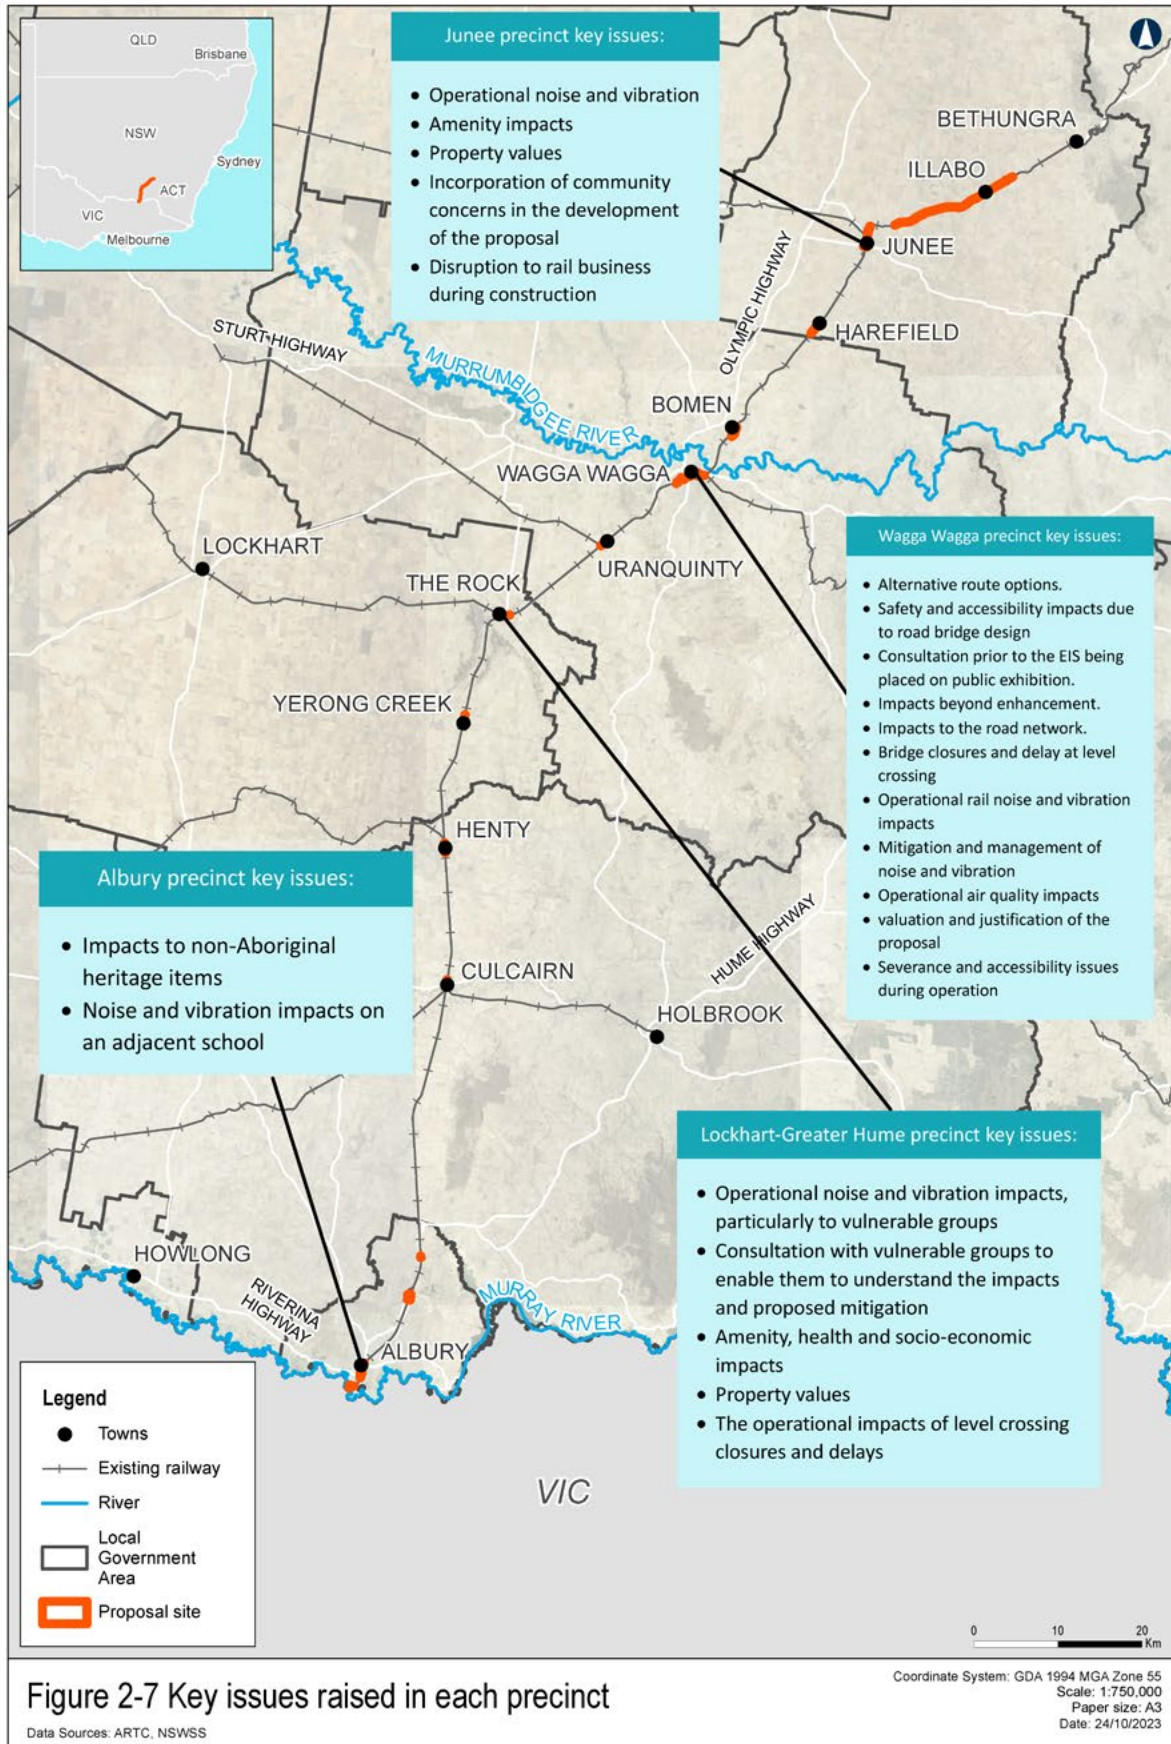 QLD
Brisbane
NSW
Sydney
ACT
VIC
Melbourne
Junee precinct key issues:
• Operational noise and vibration
• Amenity impacts
• Property values
• Incorporation of community
concerns in the development
of the proposal
• Disruption to rail business
during construction
BETHUNGRA
ILLABO
JUNEE
OLYMPIC HIGHWAY
HAREFIELD
STURT HIGHWAY
MURRUMBIDGEE RIVER
BOMEN
WAGGA WAGGA
LOCKHART
URANQUINTY
THE ROCK
YERONG CREEK
HENTY
Wagga Wagga precinct key issues:
• Alternative route options.
• Safety and accessibility impacts due
to road bridge design
• Consultation prior to the EIS being
placed on public exhibition.
• Impacts beyond enhancement.
• Impacts to the road network.
• Bridge closures and delay at level
crossing
• Operational rail noise and vibration
impacts
• Mitigation and management of
noise and vibration
• Operational air quality impacts
• valuation and justification of the
proposal
• Severance and accessibility issues
during operation
Albury precinct key issues:
• Impacts to non-Aboriginal
heritage items
• Noise and vibration impacts on
an adjacent school
HUME HIGHWAY
CULCAIRN
HOLBROOK
Lockhart-Greater Hume precinct key issues:
• Operational noise and vibration impacts,
particularly to vulnerable groups
• Consultation with vulnerable groups to
enable them to understand the impacts
and proposed mitigation
• Amenity, health and socio-economic
impacts
• Property values
• The operational impacts of level crossing
closures and delays
HOWLONG
RIVERINA
HIGHWAY
MURRAY RIVER
ALBURY
VIC
Legend
Towns
Existing railway
River
Local
Government
Area
Proposal site
0 10 20
Km
Figure 2-7 Key issues raised in each precinct
Data Sources: ARTC, NSWSS
Coordinate System: GDA 1994 MGA Zone 55
Scale: 1:750,000
Paper size: A3
Date: 24/10/2023